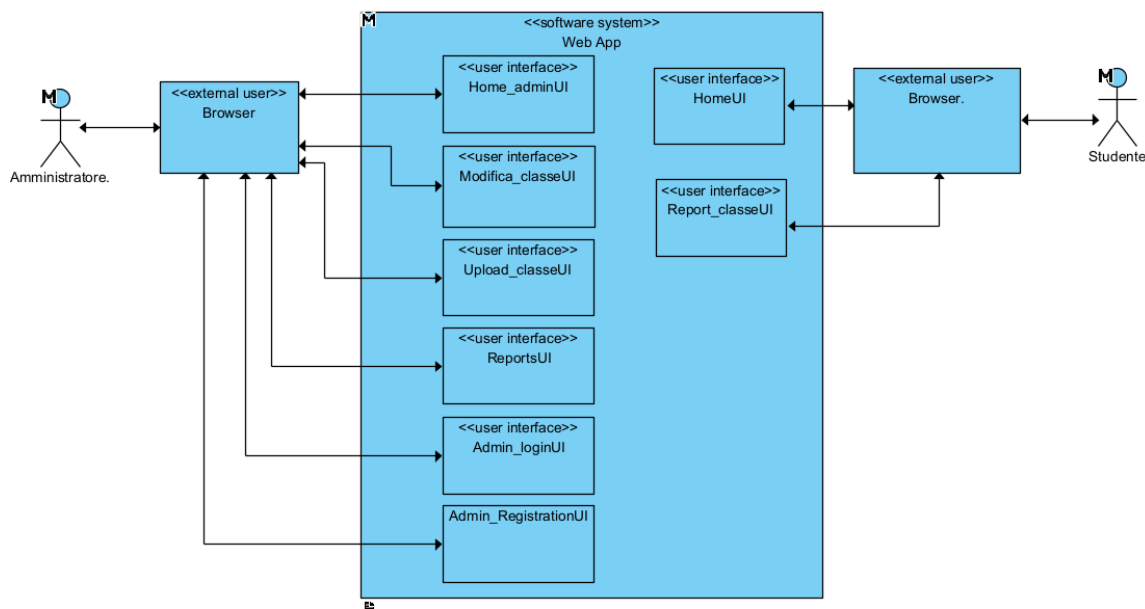 <<software system>>
Web App
<<external user>>
Browser
Amministratore.
<<user interface>>
Home_adminUI
<<user interface>>
Modifica_classeUI
<<user interface>>
Upload_classeUI
<<user interface>>
ReportsUI
<<user interface>>
Admin_loginUI
Admin_RegistrationUI
<<user interface>>
HomeUI
<<user interface>>
Report_classeUI
<<external user>>
Browser.
Studente
M
M
M